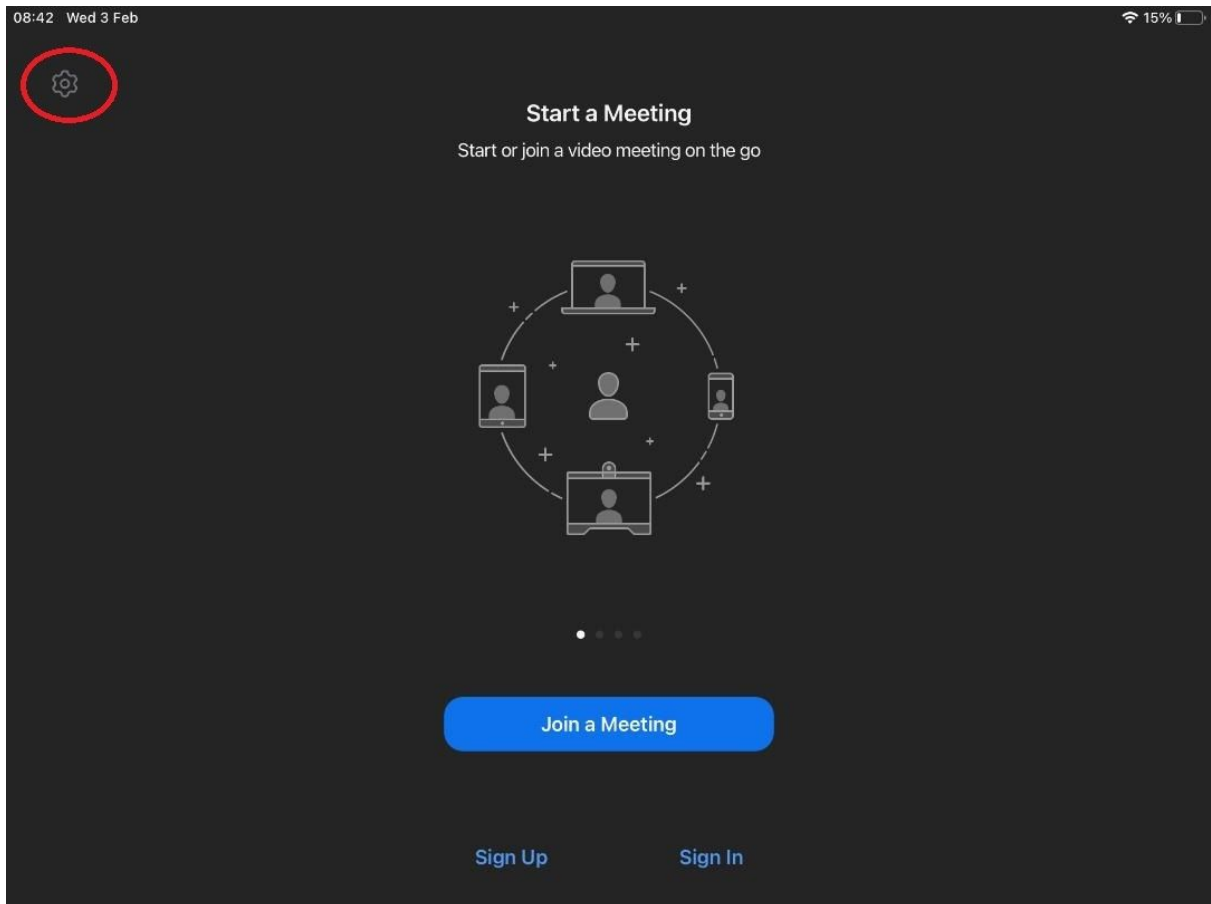 08:42 Wed 3 Feb 15%
Start a Meeting
Start or join a video meeting on the go
Join a Meeting
Sign Up Sign In